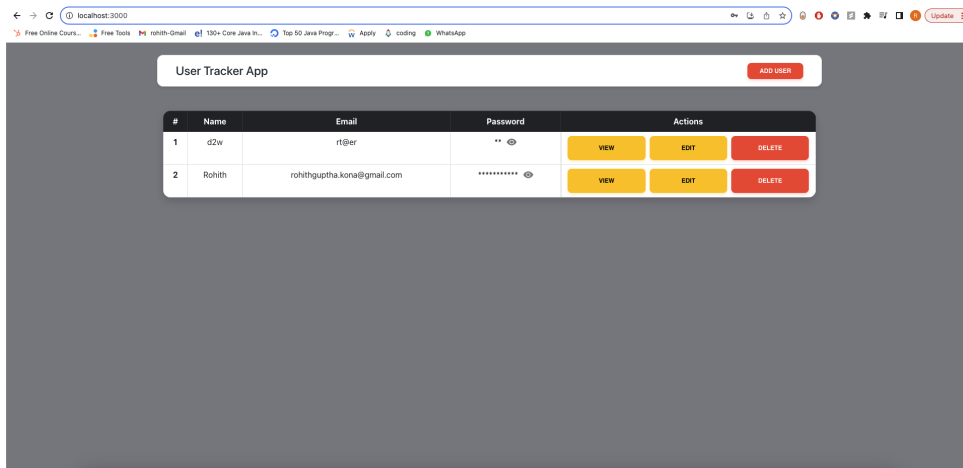 localhost:3000
Update
Free Online Cours... Free Tools rohith-Gmail 130+ Core Java In... Top 50 Java Progr... Apply coding WhatsApp
User Tracker App ADD USER
# Name Email Password Actions
1 d2w rt@er •• VIEW EDIT DELETE
2 Rohith rohithguptha.kona@gmail.com ••••••••••• VIEW EDIT DELETE